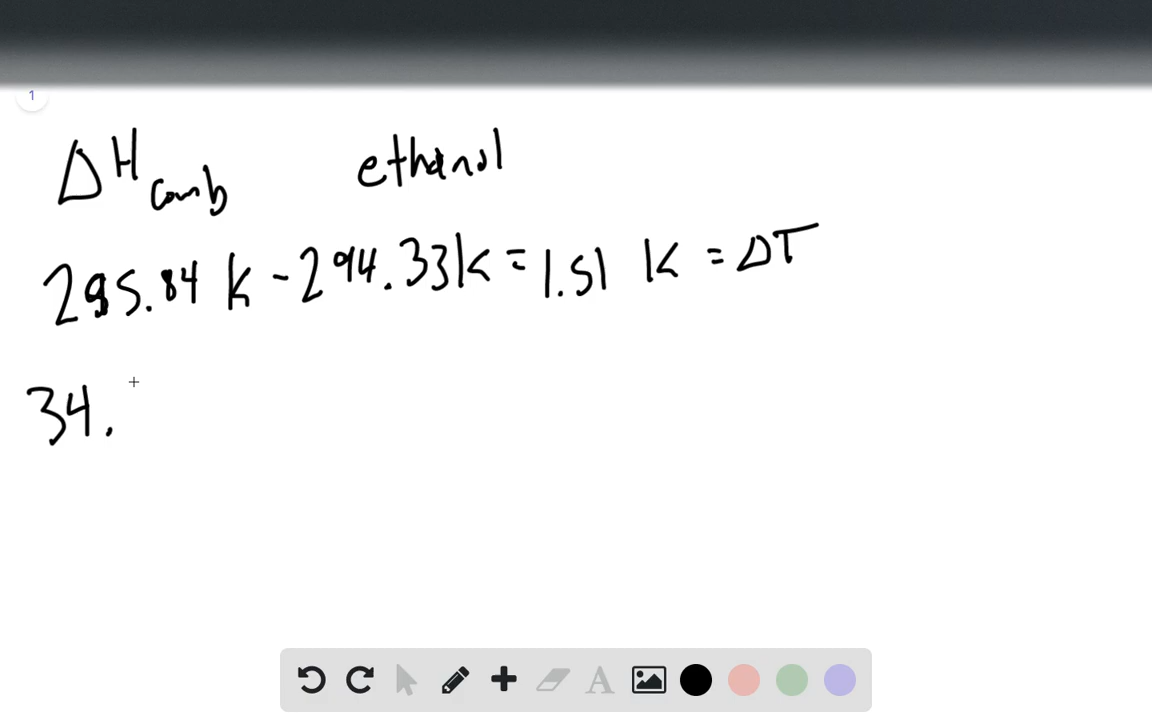 1
ΔH comb ethanol
295.84 K - 294.33 K = 1.51 K = ΔT
34.
A